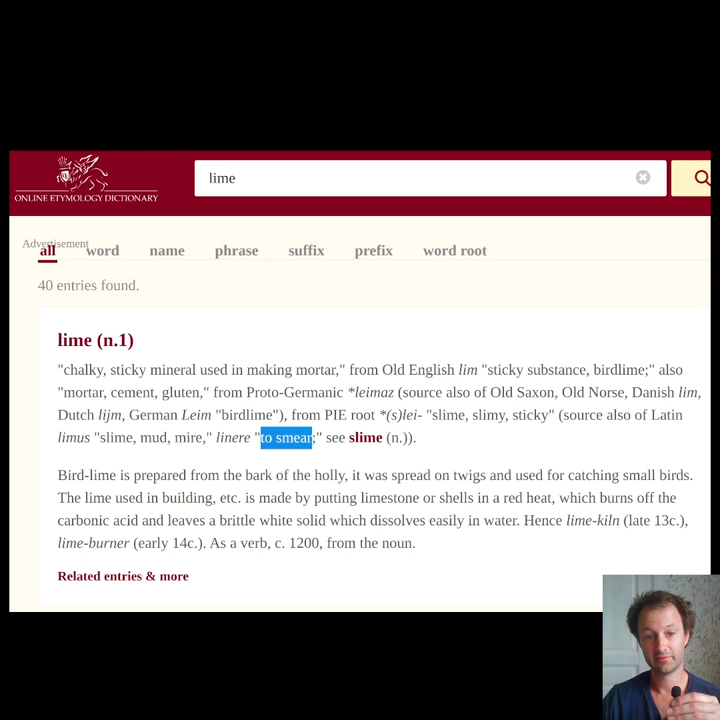 lime
ONLINE ETYMOLOGY DICTIONARY
Advertisement
all word name phrase suffix prefix word root
40 entries found.
lime (n.1)
"chalky, sticky mineral used in making mortar," from Old English lim "sticky substance, birdlime;" also
"mortar, cement, gluten," from Proto-Germanic *leimaz (source also of Old Saxon, Old Norse, Danish lim,
Dutch lijm, German Leim "birdlime"), from PIE root *(s)lei- "slime, slimy, sticky" (source also of Latin
limus "slime, mud, mire," linere "to smear;" see slime (n.)).
Bird-lime is prepared from the bark of the holly, it was spread on twigs and used for catching small birds.
The lime used in building, etc. is made by putting limestone or shells in a red heat, which burns off the
carbonic acid and leaves a brittle white solid which dissolves easily in water. Hence lime-kiln (late 13c.),
lime-burner (early 14c.). As a verb, c. 1200, from the noun.
Related entries & more